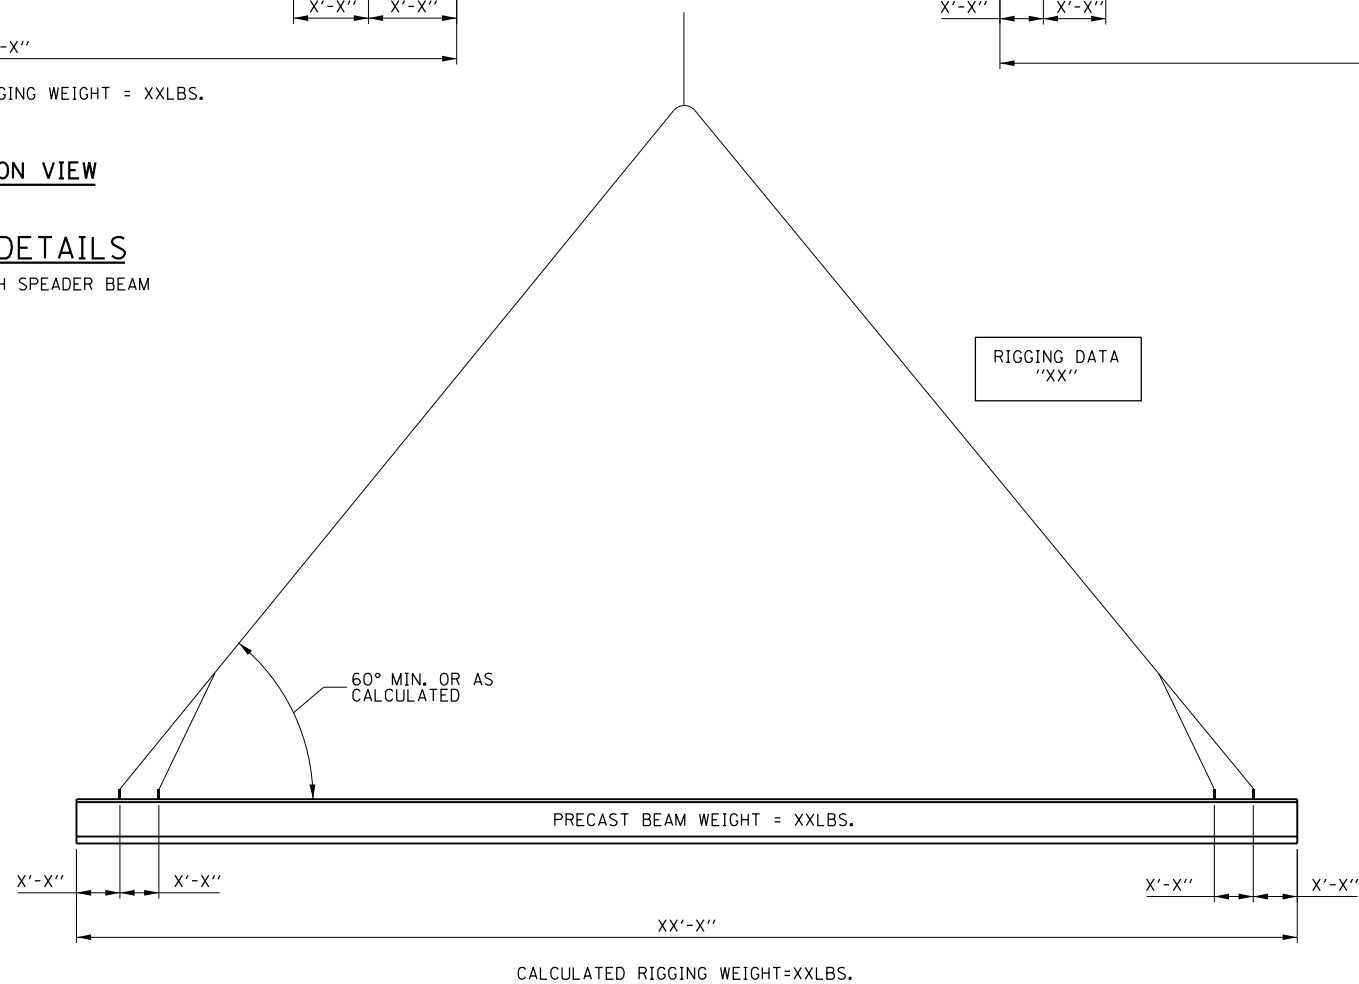 X'-X" X'-X" X'-X" X'-X"
-X"
GING WEIGHT = XXLBS.
ON VIEW
DETAILS
H SPEADER BEAM
RIGGING DATA
"XX"
60° MIN. OR AS
CALCULATED
PRECAST BEAM WEIGHT = XXLBS.
X'-X" X'-X" X'-X" X'-X"
XX'-X"
CALCULATED RIGGING WEIGHT=XXLBS.